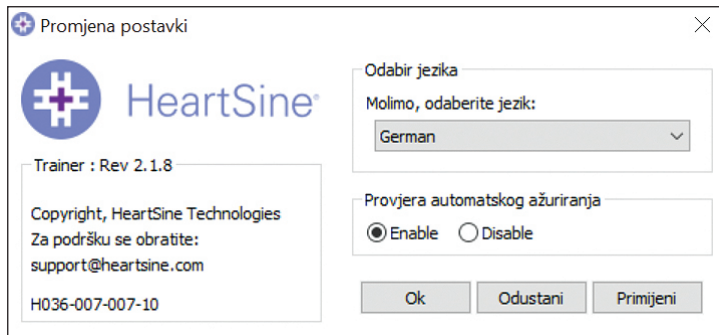 Promjena postavki
HeartSine®
Trainer : Rev 2.1.8
Copyright, HeartSine Technologies
Za podršku se obratite:
support@heartsine.com
H036-007-007-10
Odabir jezika
Molimo, odaberite jezik:
German
Provjera automatskog ažuriranja
Enable Disable
Ok Odustani Primijeni